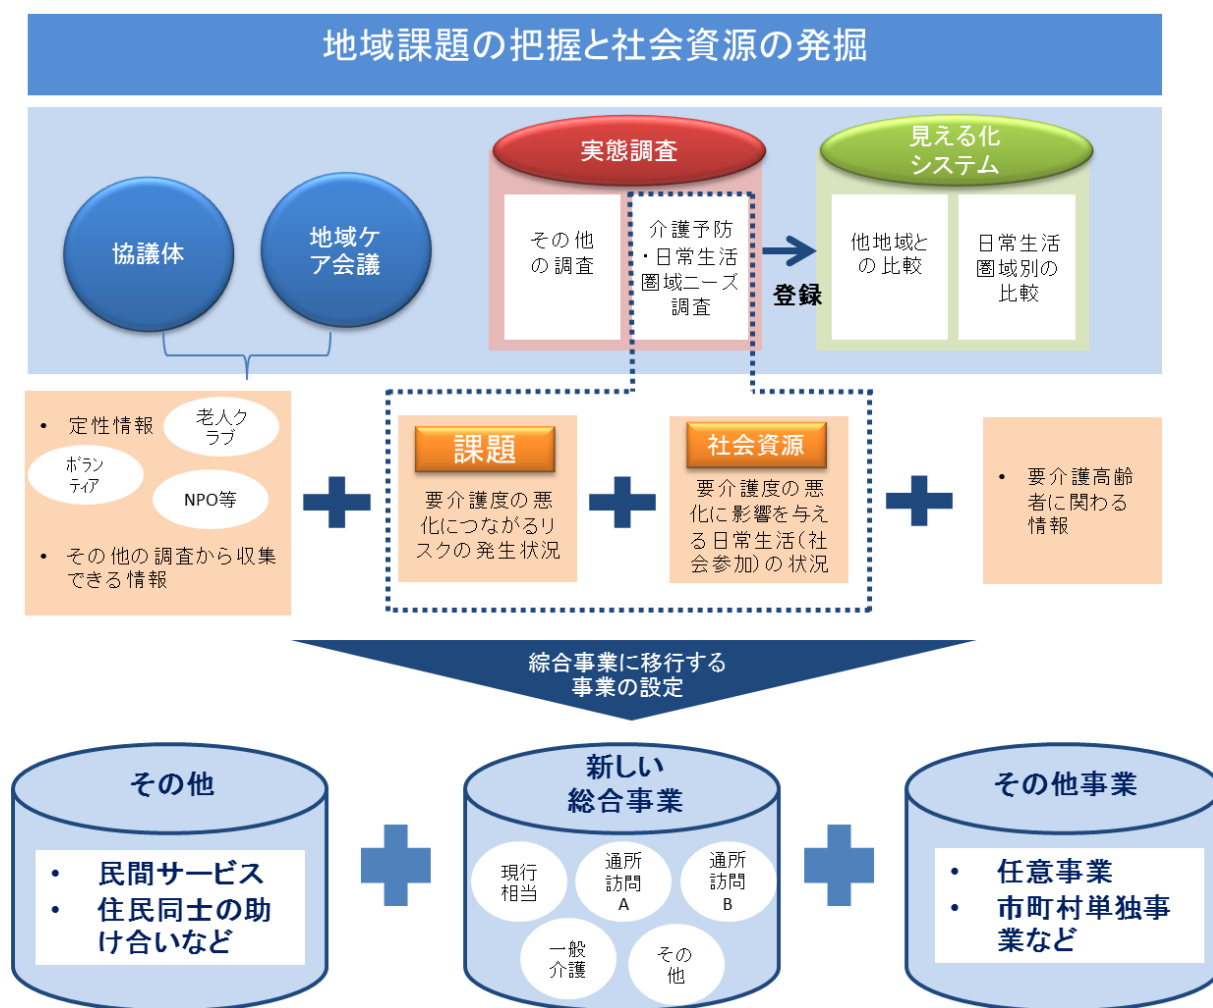 地域課題の把握と社会資源の発掘
協議体
地域ケ
ア会議
実態調査
その他
の調査
介護予防
・日常生活
圏域ニーズ
調査
登録
見える化
システム
他地域と
の比較
日常生活
圏域別の
比較
• 定性情報
老人ク
ラブ
ボラン
ティア
NPO等
• その他の調査から収集
できる情報
課題
要介護度の悪
化につながるリ
スクの発生状況
社会資源
要介護度の悪
化に影響を与え
る日常生活(社
会参加)の状況
• 要介護高齢
者に関わる
情報
綜合事業に移行する
事業の設定
その他
• 民間サービス
• 住民同士の助
け合いなど
新しい
総合事業
現行
相当
通所
訪問
A
通所
訪問
B
一般
介護
その
他
その他事業
• 任意事業
• 市町村単独事
業など